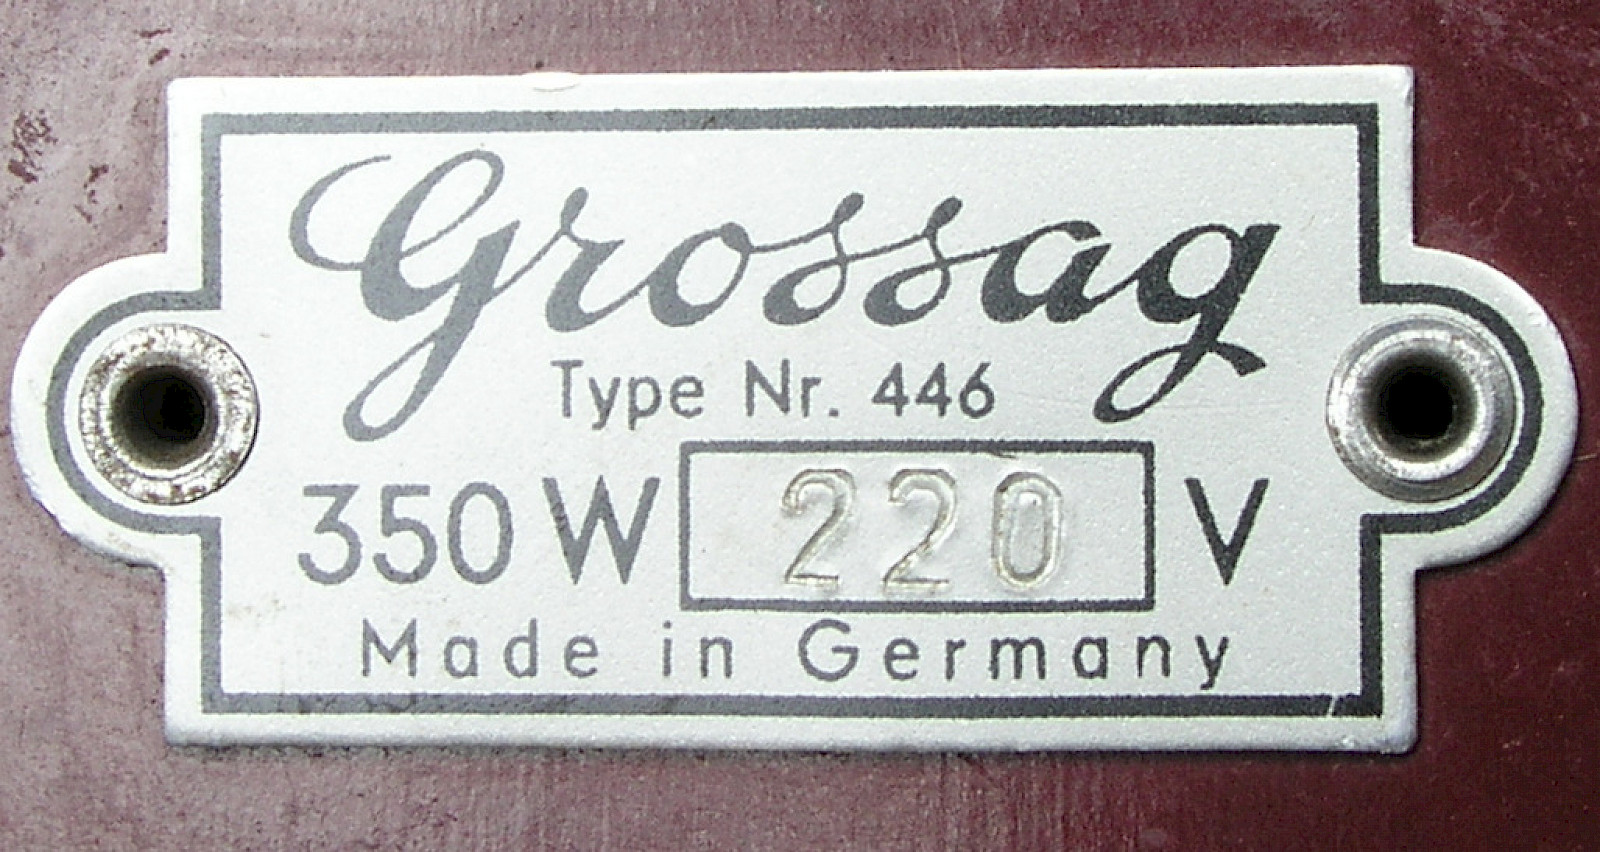 Grossag
Type Nr. 446
350 W 220 V
Made in Germany